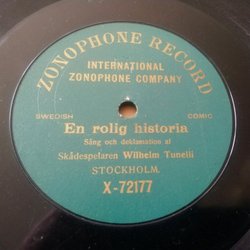 ZONOPHONE RECORD
INTERNATIONAL
ZONOPHONE COMPANY
SWEDISH COMIC
En rolig historia
Sång och deklamation af
Skådespelaren Wilhelm Tunelli
STOCKHOLM.
X-72177